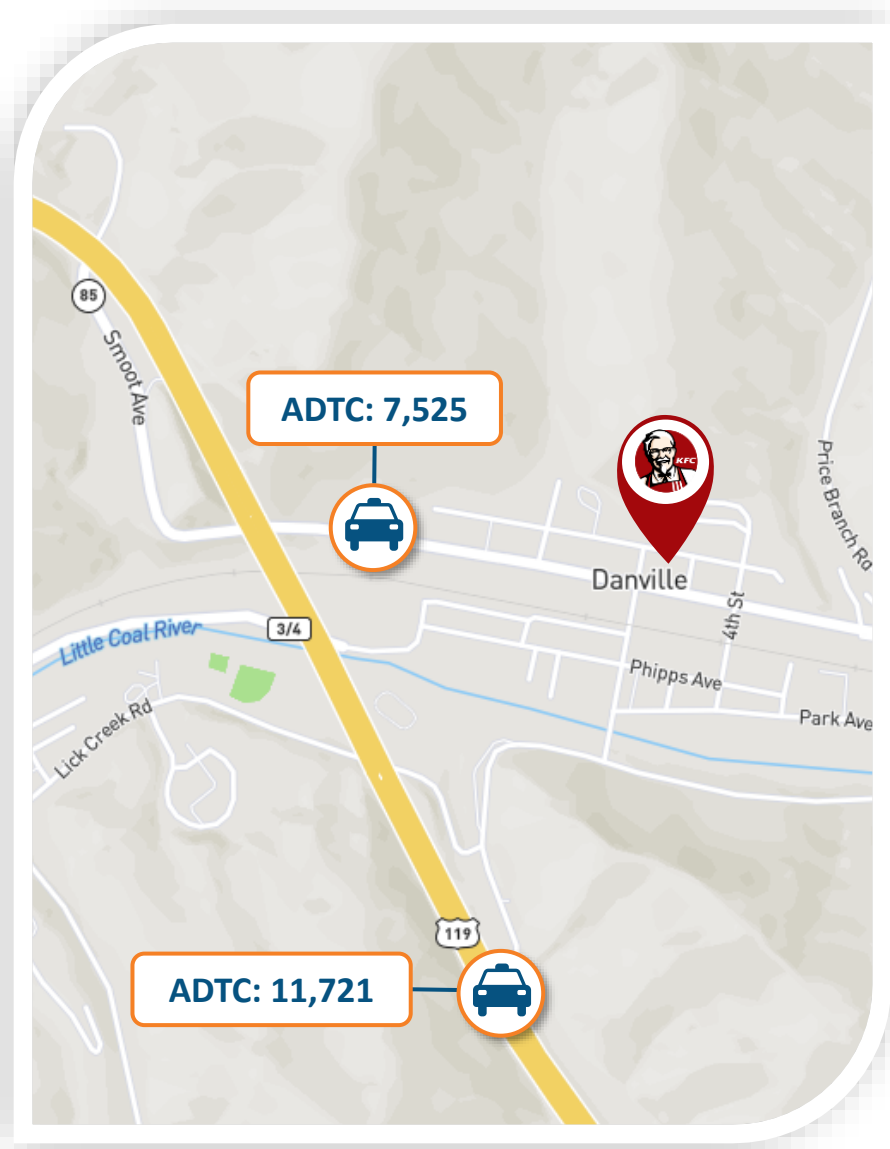 85
Smoot Ave
ADTC: 7,525
KFC
Price Branch Rd
Danville
4th St
3/4
Little Coal River
Phipps Ave
Lick Creek Rd
Park Ave
119
ADTC: 11,721